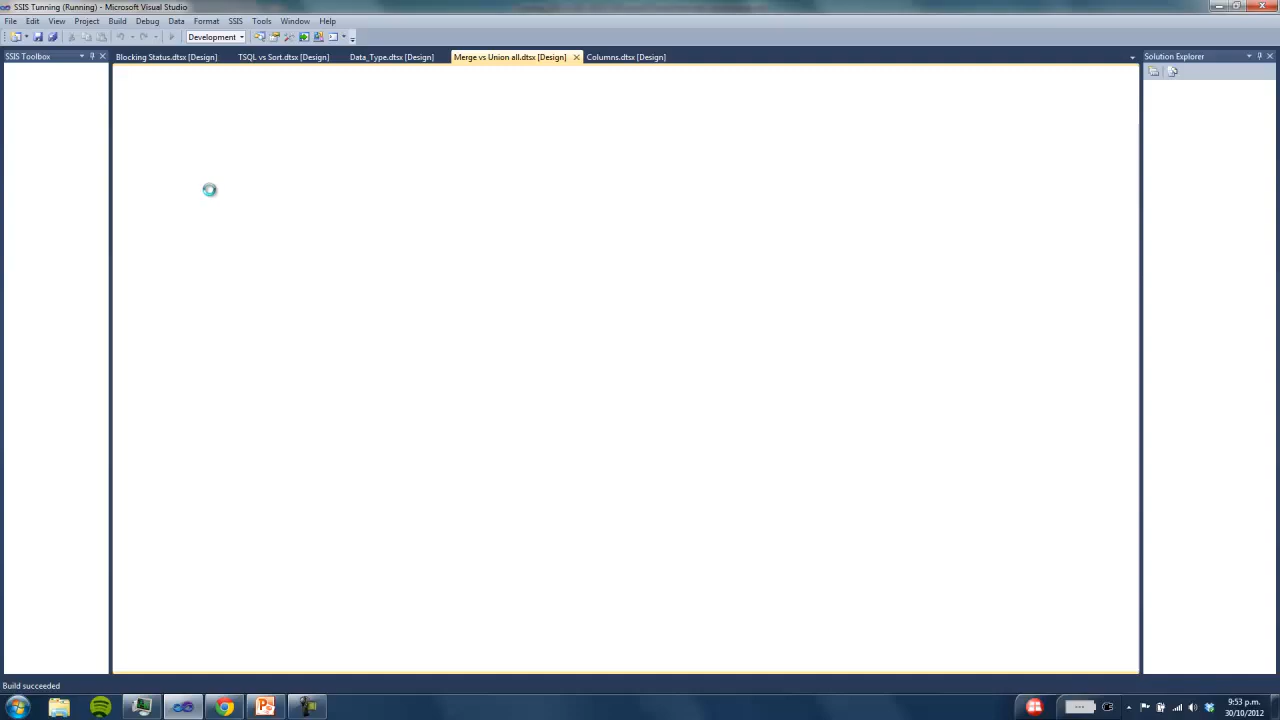 SSIS Tunning (Running) - Microsoft Visual Studio
File Edit View Project Build Debug Data Format SSIS Tools Window Help
Development
SSIS Toolbox
Blocking Status.dtsx [Design] TSQL vs Sort.dtsx [Design] Data_Type.dtsx [Design] Merge vs Union all.dtsx [Design] Columns.dtsx [Design]
Solution Explorer
Build succeeded
9:53 p.m.
30/10/2012